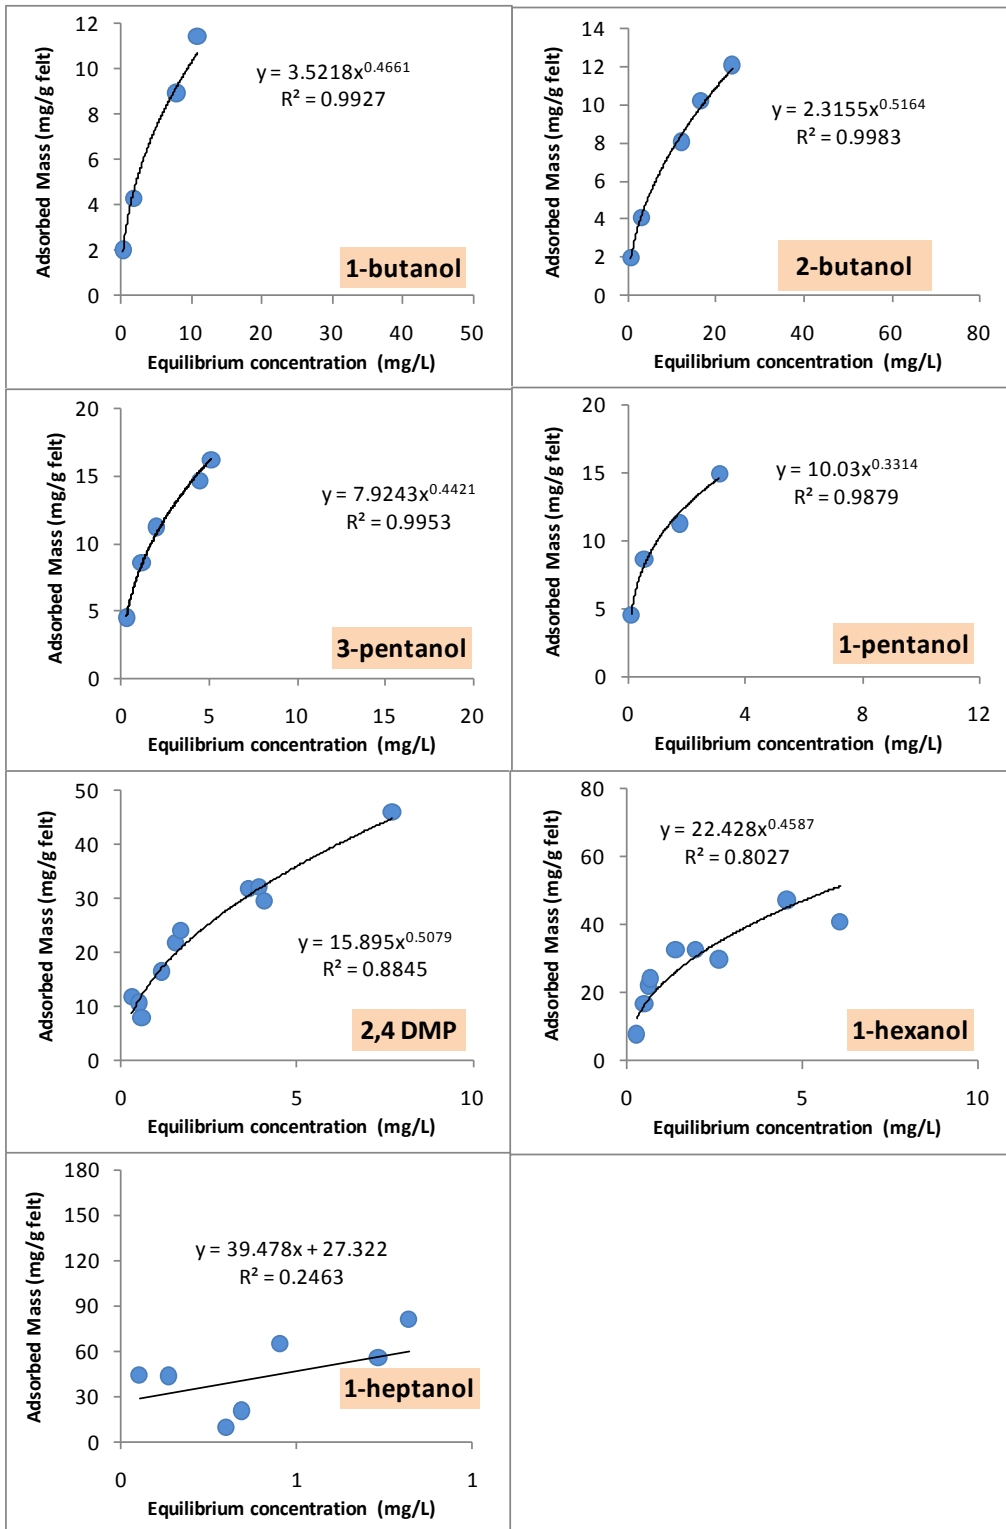 Adsorbed Mass (mg/g felt)
12
10
8
6
4
2
0
y = 3.5218x^0.4661
R² = 0.9927
1-butanol
0 10 20 30 40 50
Equilibrium concentration (mg/L)
Adsorbed Mass (mg/g felt)
14
12
10
8
6
4
2
0
y = 2.3155x^0.5164
R² = 0.9983
2-butanol
0 20 40 60 80
Equilibrium concentration (mg/L)
Adsorbed Mass (mg/g felt)
20
15
10
5
0
y = 7.9243x^0.4421
R² = 0.9953
3-pentanol
0 5 10 15 20
Equilibrium concentration (mg/L)
Adsorbed Mass (mg/g felt)
20
15
10
5
0
y = 10.03x^0.3314
R² = 0.9879
1-pentanol
0 4 8 12
Equilibrium concentration (mg/L)
Adsorbed Mass (mg/g felt)
50
40
30
20
10
0
y = 15.895x^0.5079
R² = 0.8845
2,4 DMP
0 5 10
Equilibrium concentration (mg/L)
Adsorbed Mass (mg/g felt)
80
60
40
20
0
y = 22.428x^0.4587
R² = 0.8027
1-hexanol
0 5 10
Equilibrium concentration (mg/L)
Adsorbed Mass (mg/g felt)
180
150
120
90
60
30
0
y = 39.478x + 27.322
R² = 0.2463
1-heptanol
0 1 1
Equilibrium concentration (mg/L)